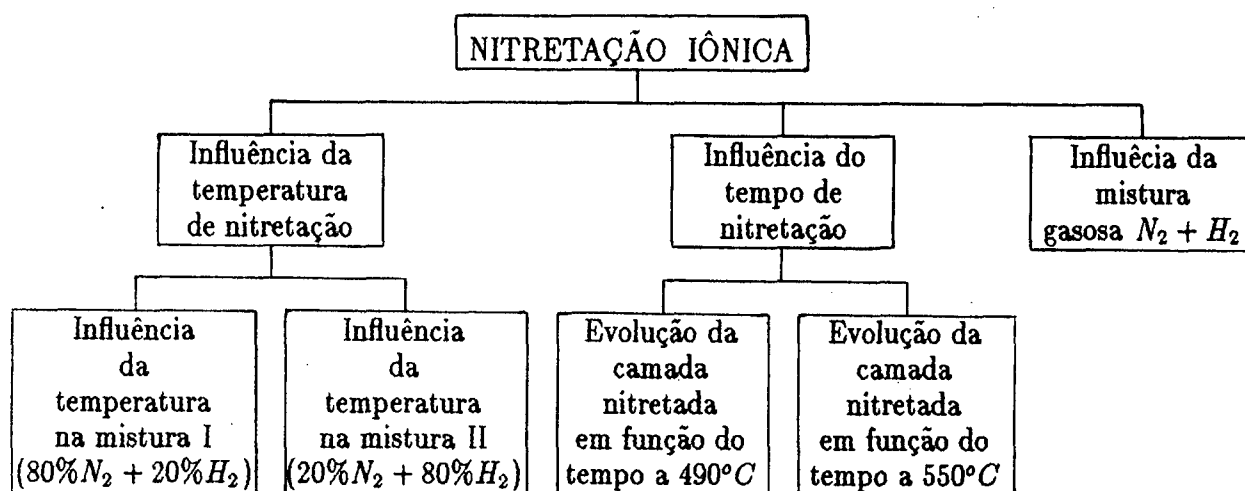 NITRETAÇÃO IÔNICA
Influência da
temperatura
de nitretação
Influência do
tempo de
nitretação
Influêcia da
mistura
gasosa N₂ + H₂
Influência
da
temperatura
na mistura I
(80%N₂ + 20%H₂)
Influência
da
temperatura
na mistura II
(20%N₂ + 80%H₂)
Evolução da
camada
nitretada
em função do
tempo a 490°C
Evolução da
camada
nitretada
em função do
tempo a 550°C